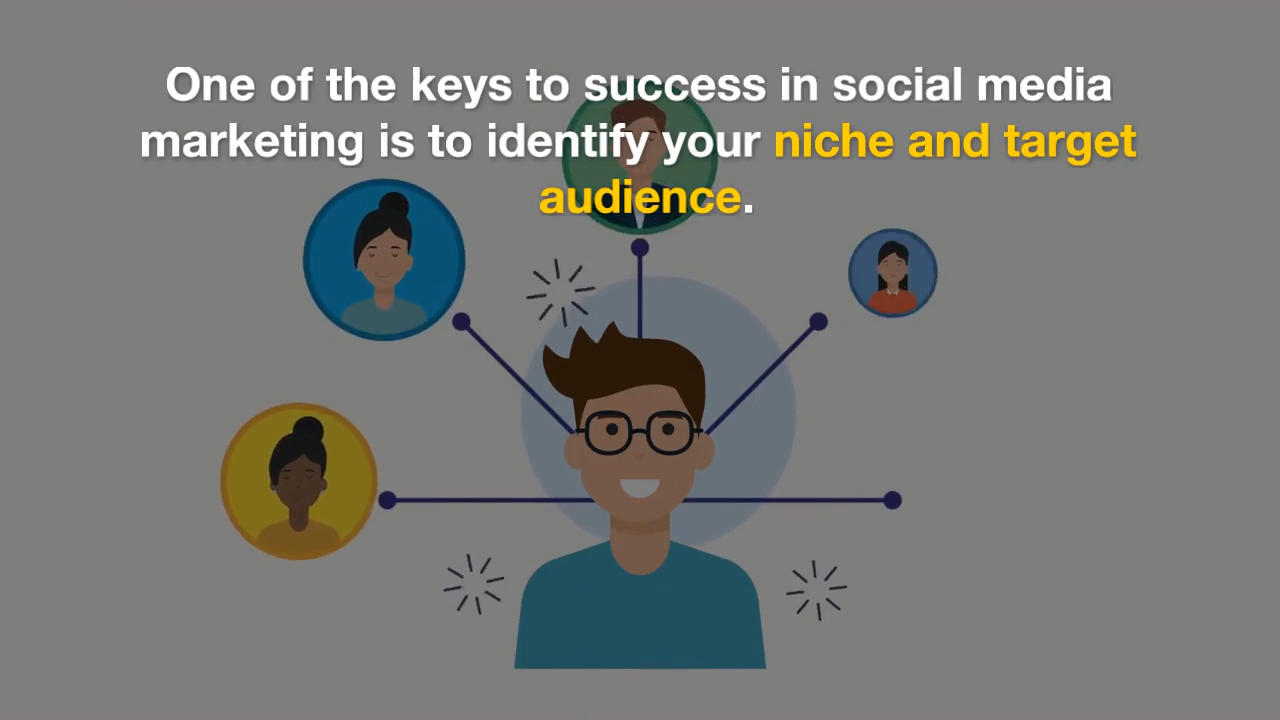 One of the keys to success in social media
marketing is to identify your niche and target
audience.